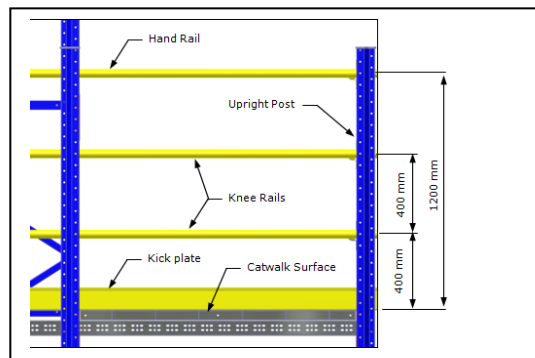 Hand Rail
Upright Post
Knee Rails
Kick plate
Catwalk Surface
400 mm
400 mm
1200 mm